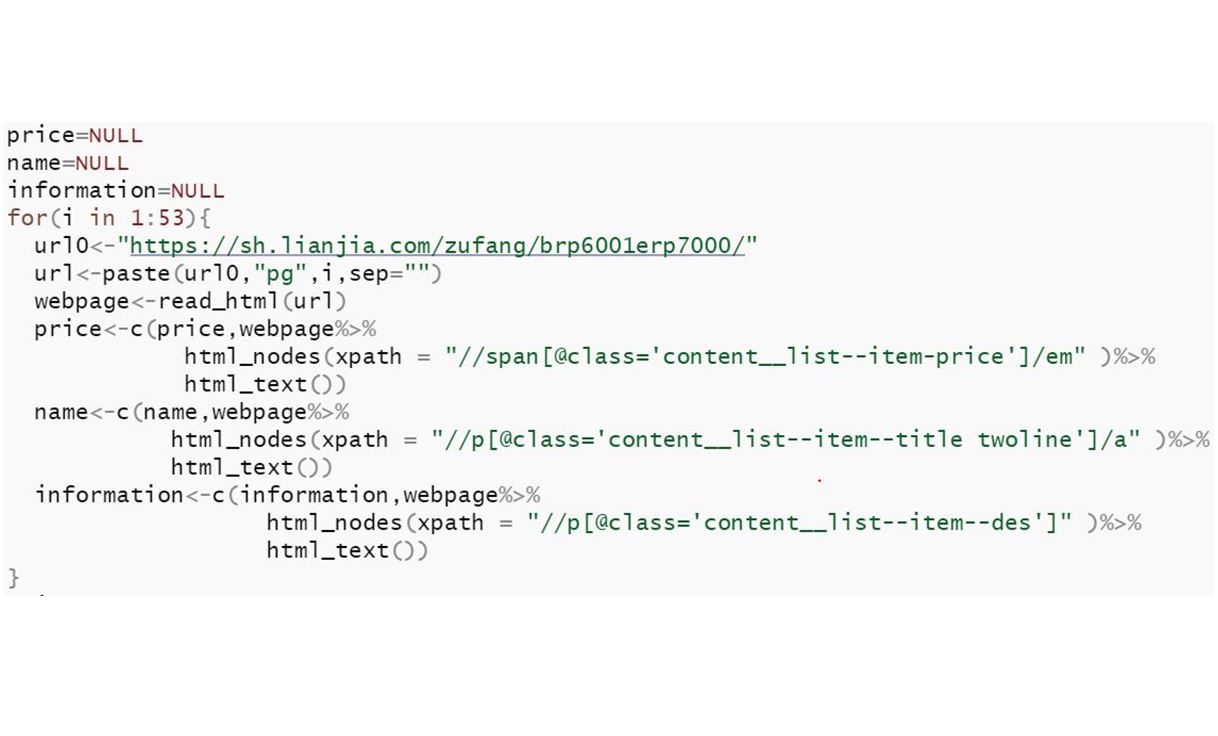 price=NULL
name=NULL
information=NULL
for(i in 1:53){
  url0<-"https://sh.lianjia.com/zufang/brp6001erp7000/"
  url<-paste(url0,"pg",i,sep="")
  webpage<-read_html(url)
  price<-c(price,webpage%>%
             html_nodes(xpath = "//span[@class='content__list--item-price']/em" )%>%
             html_text())
  name<-c(name,webpage%>%
            html_nodes(xpath = "//p[@class='content__list--item--title twoline']/a" )%>%
            html_text())
  information<-c(information,webpage%>%
                   html_nodes(xpath = "//p[@class='content__list--item--des']" )%>%
                   html_text())
}